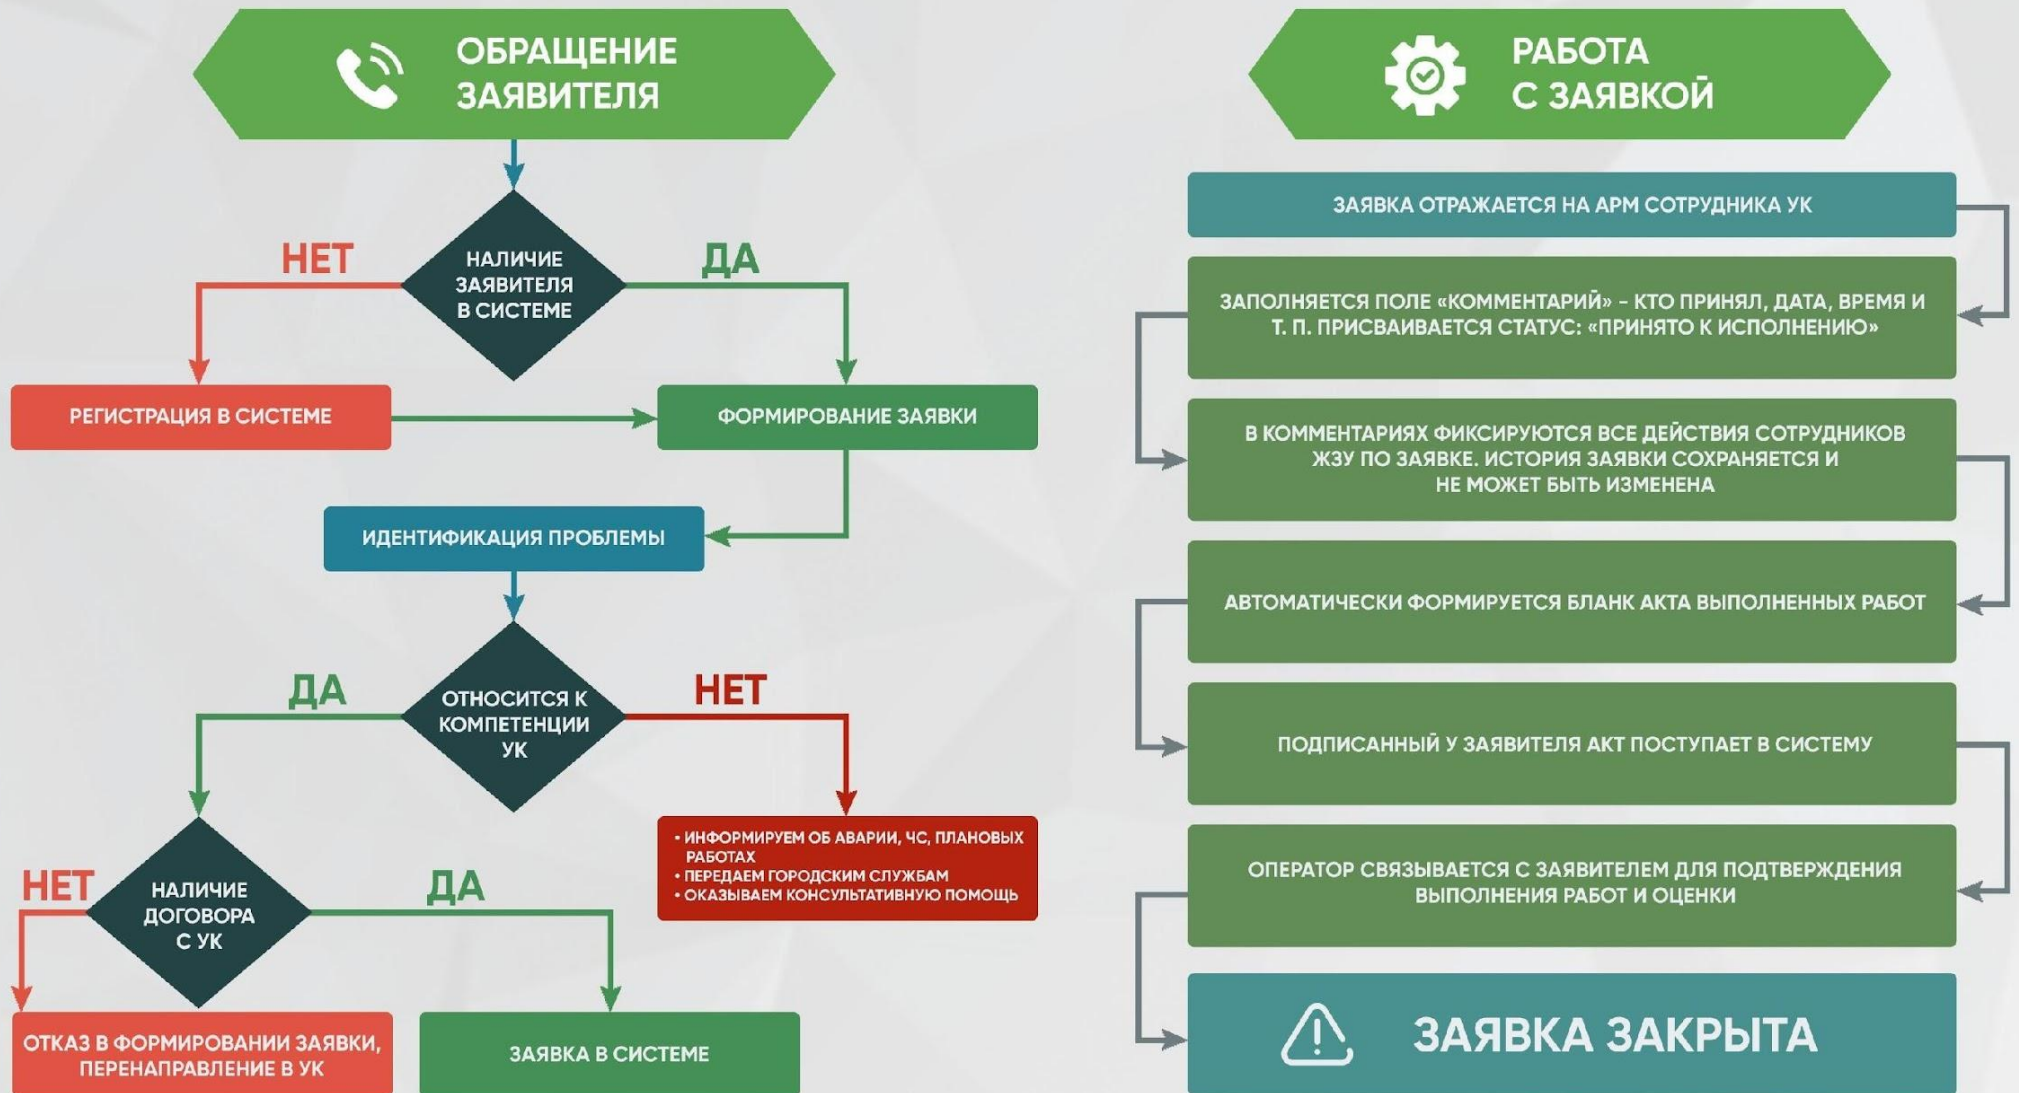 ОБРАЩЕНИЕ
ЗАЯВИТЕЛЯ
НАЛИЧИЕ
ЗАЯВИТЕЛЯ
В СИСТЕМЕ
НЕТ
ДА
РЕГИСТРАЦИЯ В СИСТЕМЕ
ФОРМИРОВАНИЕ ЗАЯВКИ
ИДЕНТИФИКАЦИЯ ПРОБЛЕМЫ
ОТНОСИТСЯ К
КОМПЕТЕНЦИИ
УК
ДА
НЕТ
• ИНФОРМИРУЕМ ОБ АВАРИИ, ЧС, ПЛАНОВЫХ
РАБОТАХ
• ПЕРЕДАЕМ ГОРОДСКИМ СЛУЖБАМ
• ОКАЗЫВАЕМ КОНСУЛЬТАТИВНУЮ ПОМОЩЬ
НАЛИЧИЕ
ДОГОВОРА
С УК
НЕТ
ДА
ОТКАЗ В ФОРМИРОВАНИИ ЗАЯВКИ,
ПЕРЕНАПРАВЛЕНИЕ В УК
ЗАЯВКА В СИСТЕМЕ
РАБОТА
С ЗАЯВКОЙ
ЗАЯВКА ОТРАЖАЕТСЯ НА АРМ СОТРУДНИКА УК
ЗАПОЛНЯЕТСЯ ПОЛЕ «КОММЕНТАРИЙ» - КТО ПРИНЯЛ, ДАТА, ВРЕМЯ И
Т. П. ПРИСВАИВАЕТСЯ СТАТУС: «ПРИНЯТО К ИСПОЛНЕНИЮ»
В КОММЕНТАРИЯХ ФИКСИРУЮТСЯ ВСЕ ДЕЙСТВИЯ СОТРУДНИКОВ
ЖЗУ ПО ЗАЯВКЕ. ИСТОРИЯ ЗАЯВКИ СОХРАНЯЕТСЯ И
НЕ МОЖЕТ БЫТЬ ИЗМЕНЕНА
АВТОМАТИЧЕСКИ ФОРМИРУЕТСЯ БЛАНК АКТА ВЫПОЛНЕННЫХ РАБОТ
ПОДПИСАННЫЙ У ЗАЯВИТЕЛЯ АКТ ПОСТУПАЕТ В СИСТЕМУ
ОПЕРАТОР СВЯЗЫВАЕТСЯ С ЗАЯВИТЕЛЕМ ДЛЯ ПОДТВЕРЖДЕНИЯ
ВЫПОЛНЕНИЯ РАБОТ И ОЦЕНКИ
ЗАЯВКА ЗАКРЫТА